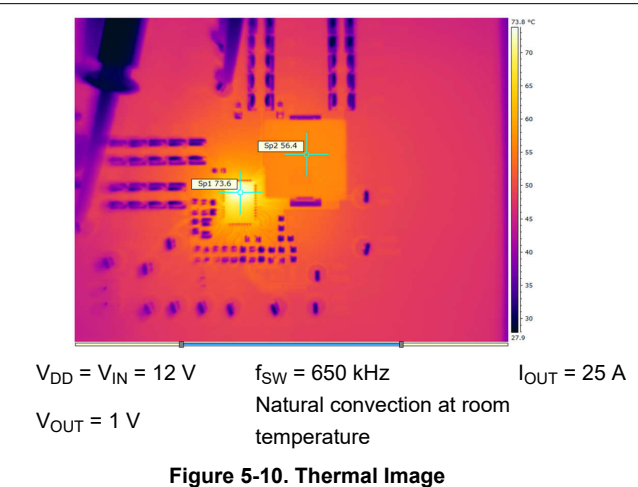 73.8 °C
70
65
60
55
50
45
40
35
30
27.9
Sp2 56.4
Sp1 73.6
V_DD = V_IN = 12 V f_SW = 650 kHz I_OUT = 25 A
V_OUT = 1 V Natural convection at room
temperature
Figure 5-10. Thermal Image